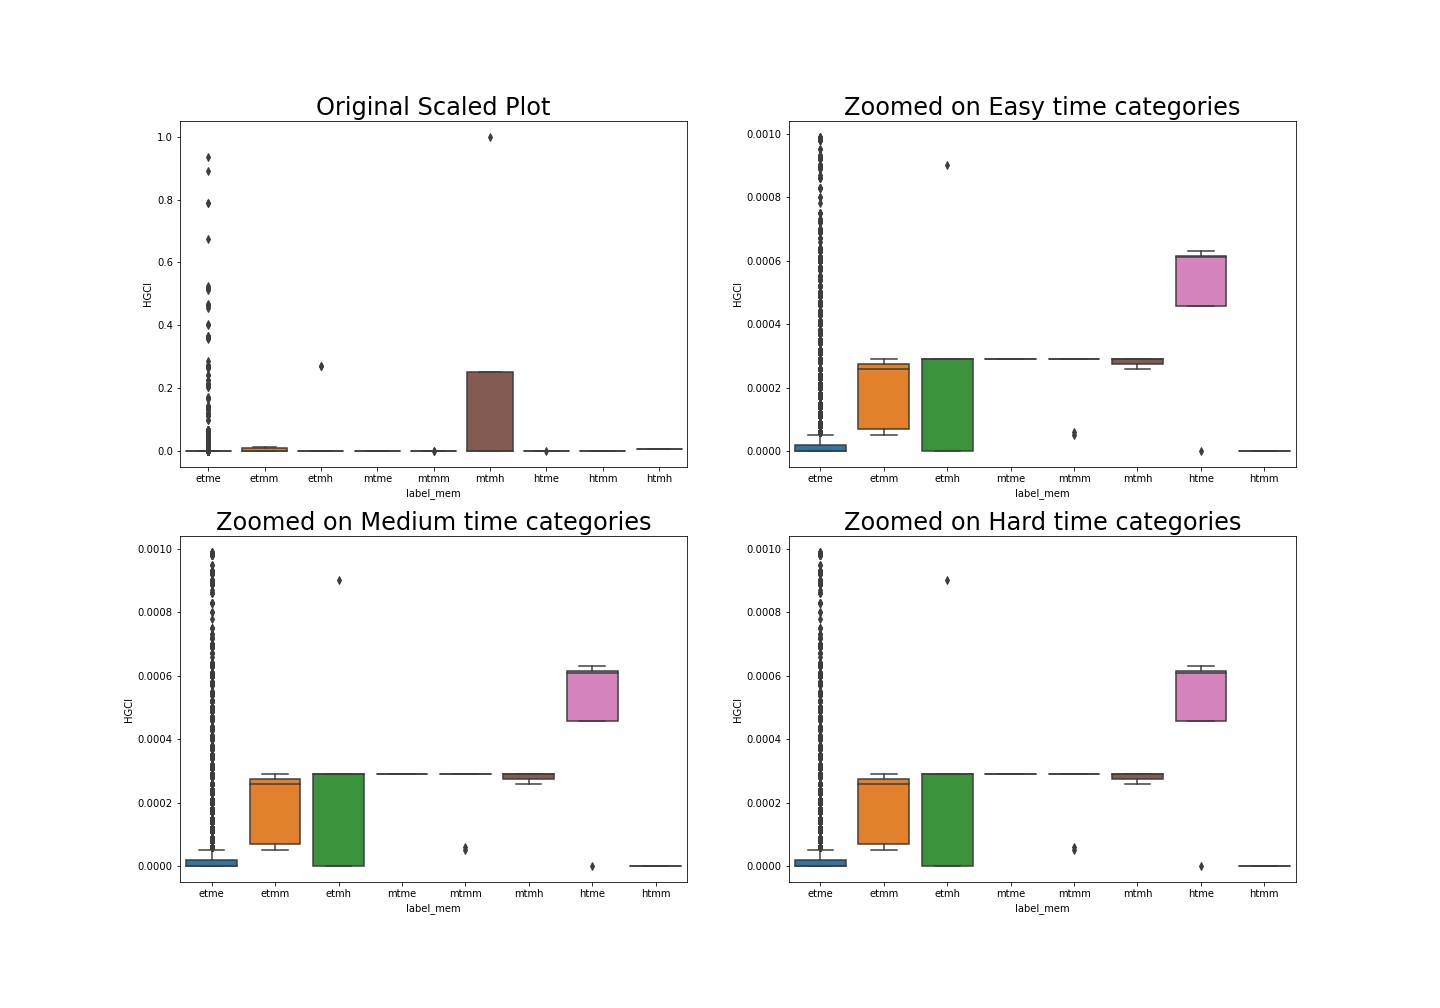 Original Scaled Plot
1.0
0.8
0.6
0.4
0.2
0.0
HGCI
etme etmm etmh mtme mtmm mtmh htme htmm htmh
label_mem
Zoomed on Easy time categories
0.0010
0.0008
0.0006
0.0004
0.0002
0.0000
HGCI
etme etmm etmh mtme mtmm mtmh htme htmm
label_mem
Zoomed on Medium time categories
0.0010
0.0008
0.0006
0.0004
0.0002
0.0000
HGCI
etme etmm etmh mtme mtmm mtmh htme htmm
label_mem
Zoomed on Hard time categories
0.0010
0.0008
0.0006
0.0004
0.0002
0.0000
HGCI
etme etmm etmh mtme mtmm mtmh htme htmm
label_mem